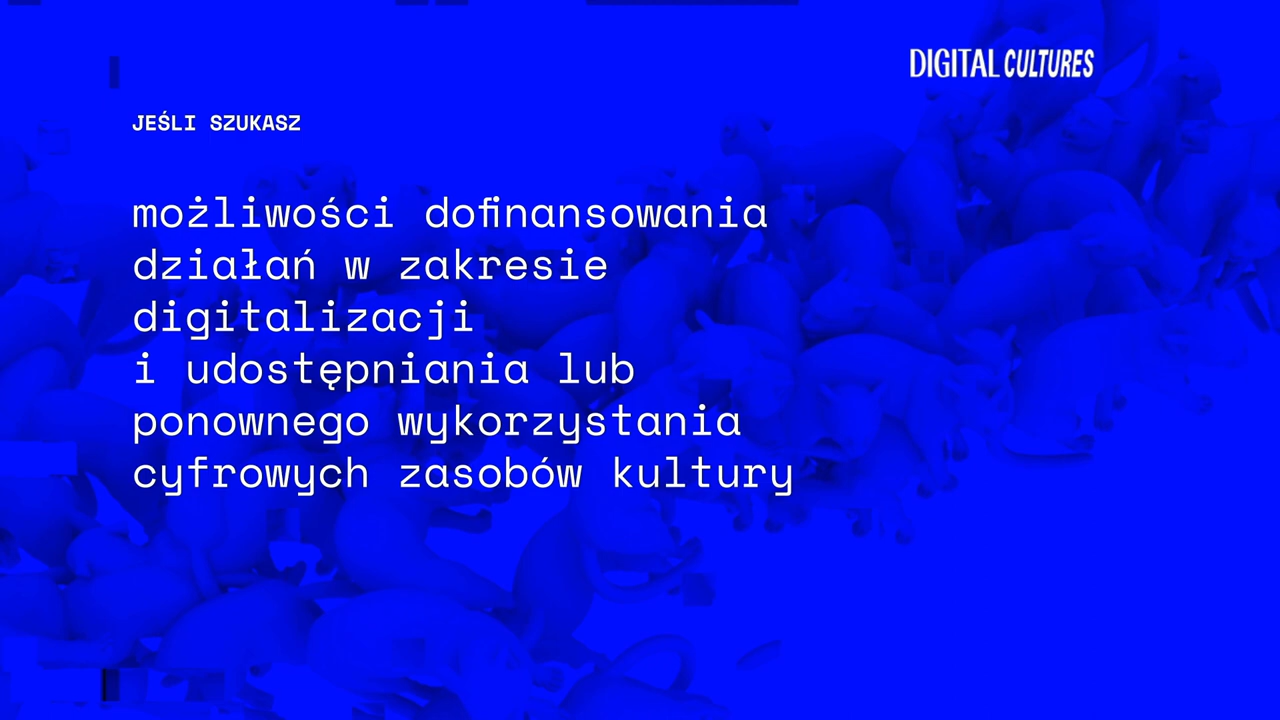 DIGITAL CULTURES
JEŚLI SZUKASZ
możliwości dofinansowania
działań w zakresie
digitalizacji
i udostępniania lub
ponownego wykorzystania
cyfrowych zasobów kultury